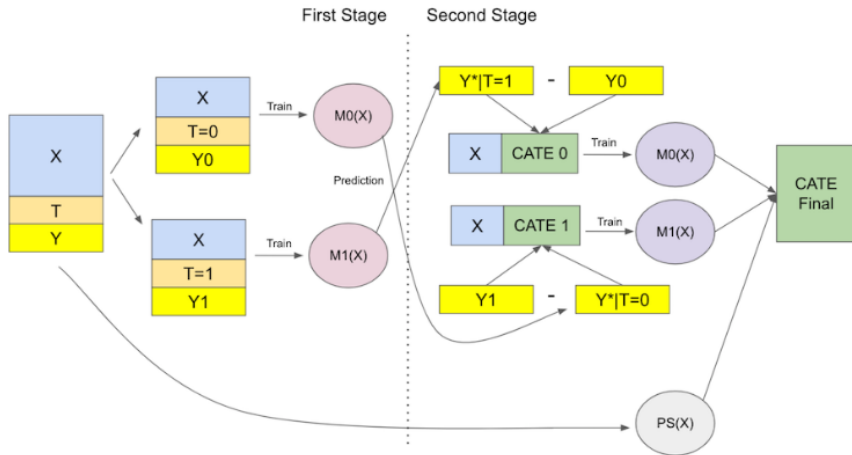 First Stage
Second Stage
X
T
Y
X
T=0
Y0
Train
M0(X)
X
T=1
Y1
Train
M1(X)
Prediction
Y*|T=1
-
Y0
X
CATE 0
Train
M0(X)
X
CATE 1
Train
M1(X)
Y1
-
Y*|T=0
CATE
Final
PS(X)